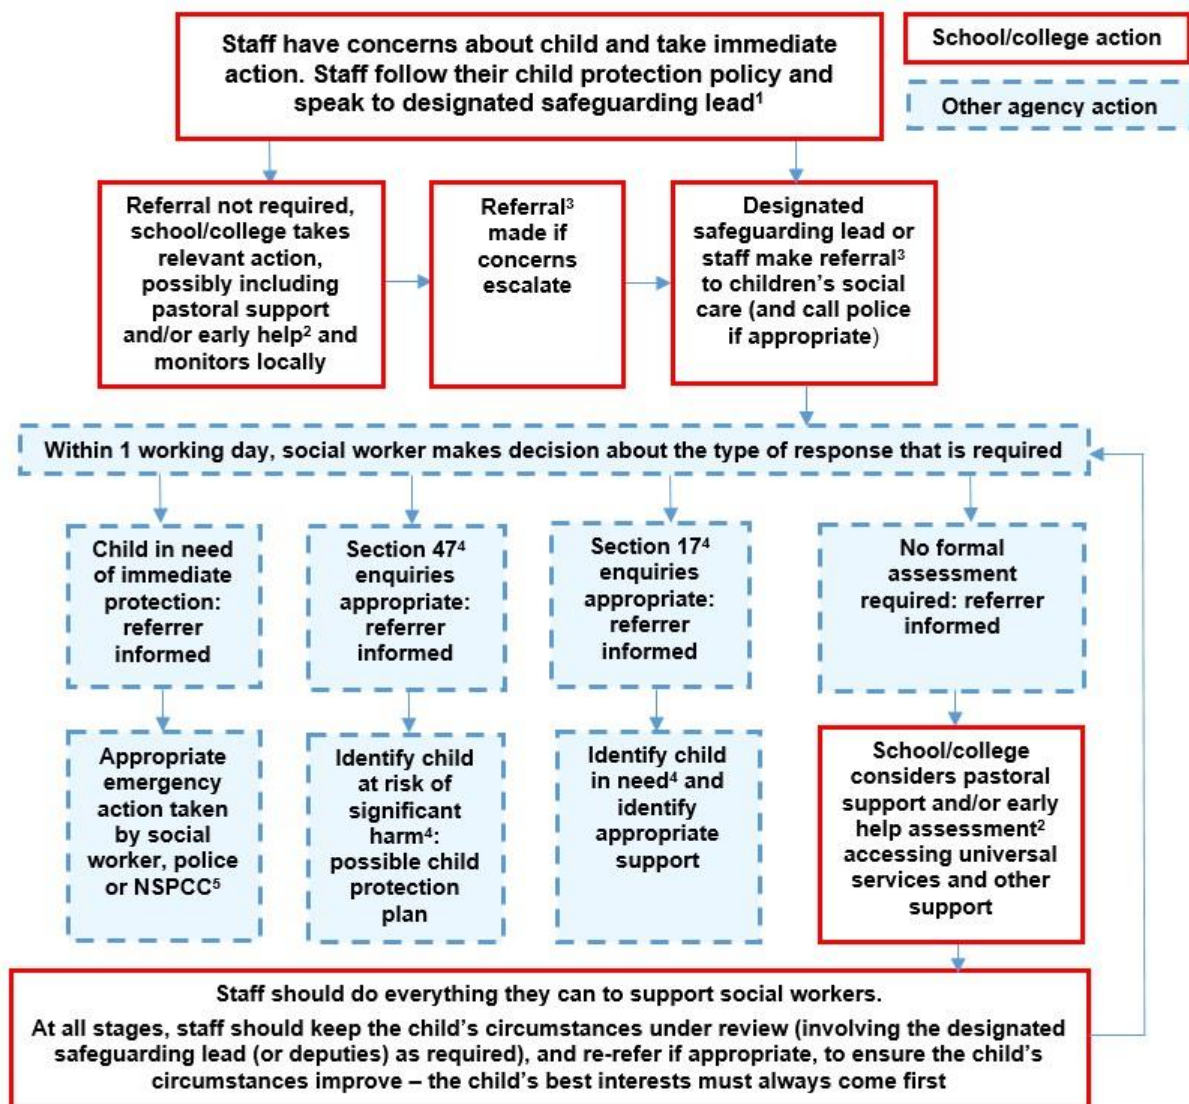 Staff have concerns about child and take immediate
action. Staff follow their child protection policy and
speak to designated safeguarding lead¹
School/college action
Other agency action
Referral not required,
school/college takes
relevant action,
possibly including
pastoral support
and/or early help² and
monitors locally
Referral³
made if
concerns
escalate
Designated
safeguarding lead or
staff make referral³
to children’s social
care (and call police
if appropriate)
Within 1 working day, social worker makes decision about the type of response that is required
Child in need
of immediate
protection:
referrer
informed
Section 47⁴
enquiries
appropriate:
referrer
informed
Section 17⁴
enquiries
appropriate:
referrer
informed
No formal
assessment
required: referrer
informed
Appropriate
emergency
action taken
by social
worker, police
or NSPCC⁵
Identify child
at risk of
significant
harm⁴:
possible child
protection
plan
Identify child
in need⁴ and
identify
appropriate
support
School/college
considers pastoral
support and/or early
help assessment²
accessing universal
services and other
support
Staff should do everything they can to support social workers.
At all stages, staff should keep the child’s circumstances under review (involving the designated
safeguarding lead (or deputies) as required), and re-refer if appropriate, to ensure the child’s
circumstances improve – the child’s best interests must always come first